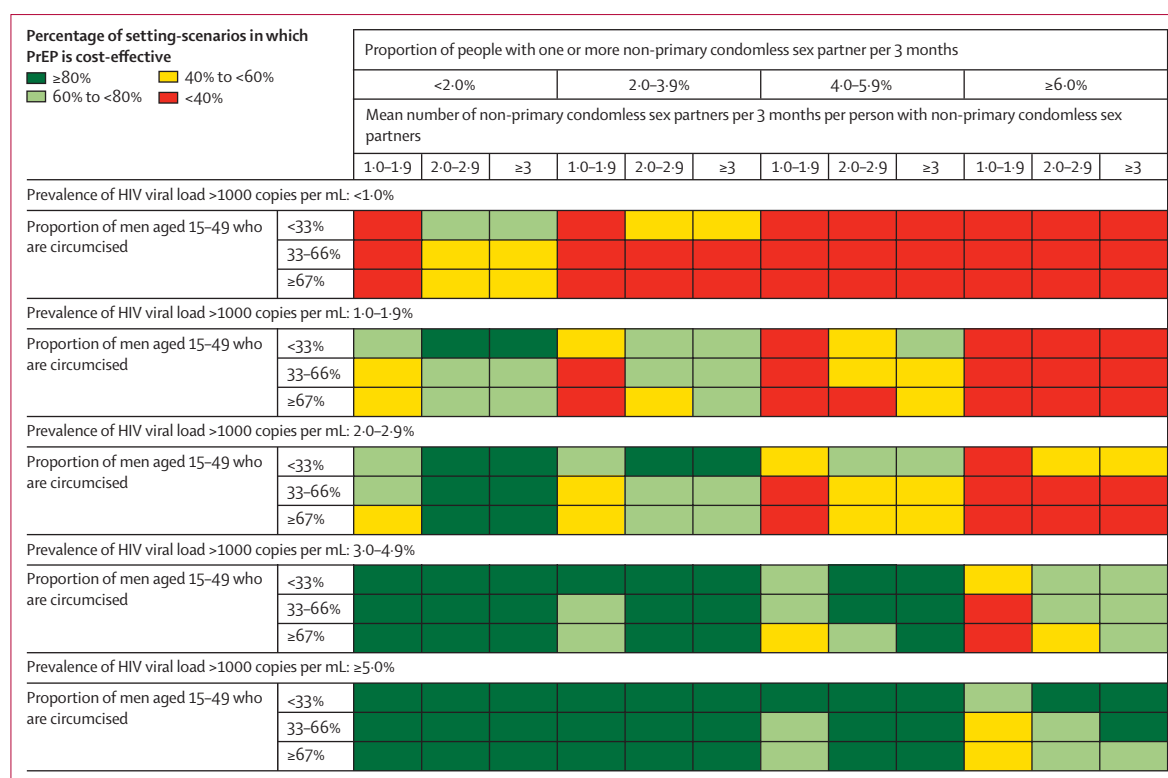 Percentage of setting-scenarios in which
PrEP is cost-effective
≥80% 40% to <60%
60% to <80% <40%
Proportion of people with one or more non-primary condomless sex partner per 3 months
<2·0% 2·0–3·9% 4·0–5·9% ≥6·0%
Mean number of non-primary condomless sex partners per 3 months per person with non-primary condomless sex
partners
1·0–1·9 2·0–2·9 ≥3 1·0–1·9 2·0–2·9 ≥3 1·0–1·9 2·0–2·9 ≥3 1·0–1·9 2·0–2·9 ≥3
Prevalence of HIV viral load >1000 copies per mL: <1·0%
Proportion of men aged 15–49 who <33%
are circumcised
33–66%
≥67%
Prevalence of HIV viral load >1000 copies per mL: 1·0–1·9%
Proportion of men aged 15–49 who <33%
are circumcised
33–66%
≥67%
Prevalence of HIV viral load >1000 copies per mL: 2·0–2·9%
Proportion of men aged 15–49 who <33%
are circumcised
33–66%
≥67%
Prevalence of HIV viral load >1000 copies per mL: 3·0–4·9%
Proportion of men aged 15–49 who <33%
are circumcised
33–66%
≥67%
Prevalence of HIV viral load >1000 copies per mL: ≥5·0%
Proportion of men aged 15–49 who <33%
are circumcised
33–66%
≥67%